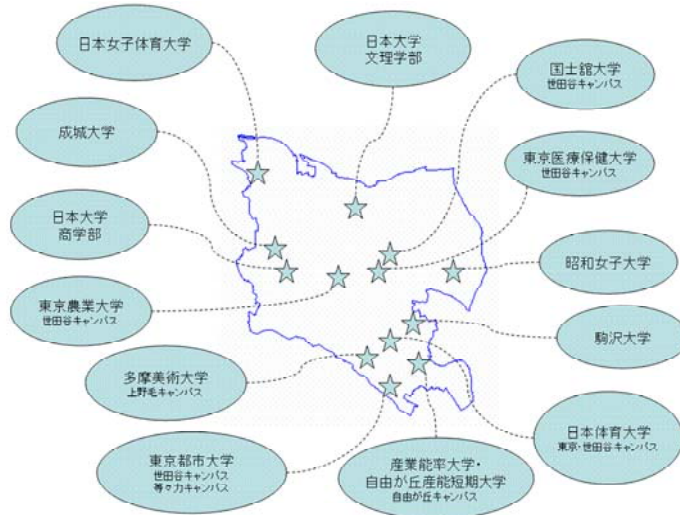 日本女子体育大学
日本大学
文理学部
国士舘大学
世田谷キャンパス
成城大学
東京医療保健大学
世田谷キャンパス
日本大学
商学部
昭和女子大学
東京農業大学
世田谷キャンパス
駒沢大学
多摩美術大学
上野毛キャンパス
日本体育大学
東京・世田谷キャンパス
東京都市大学
世田谷キャンパス
等々力キャンパス
産業能率大学・
自由が丘産能短期大学
自由が丘キャンパス